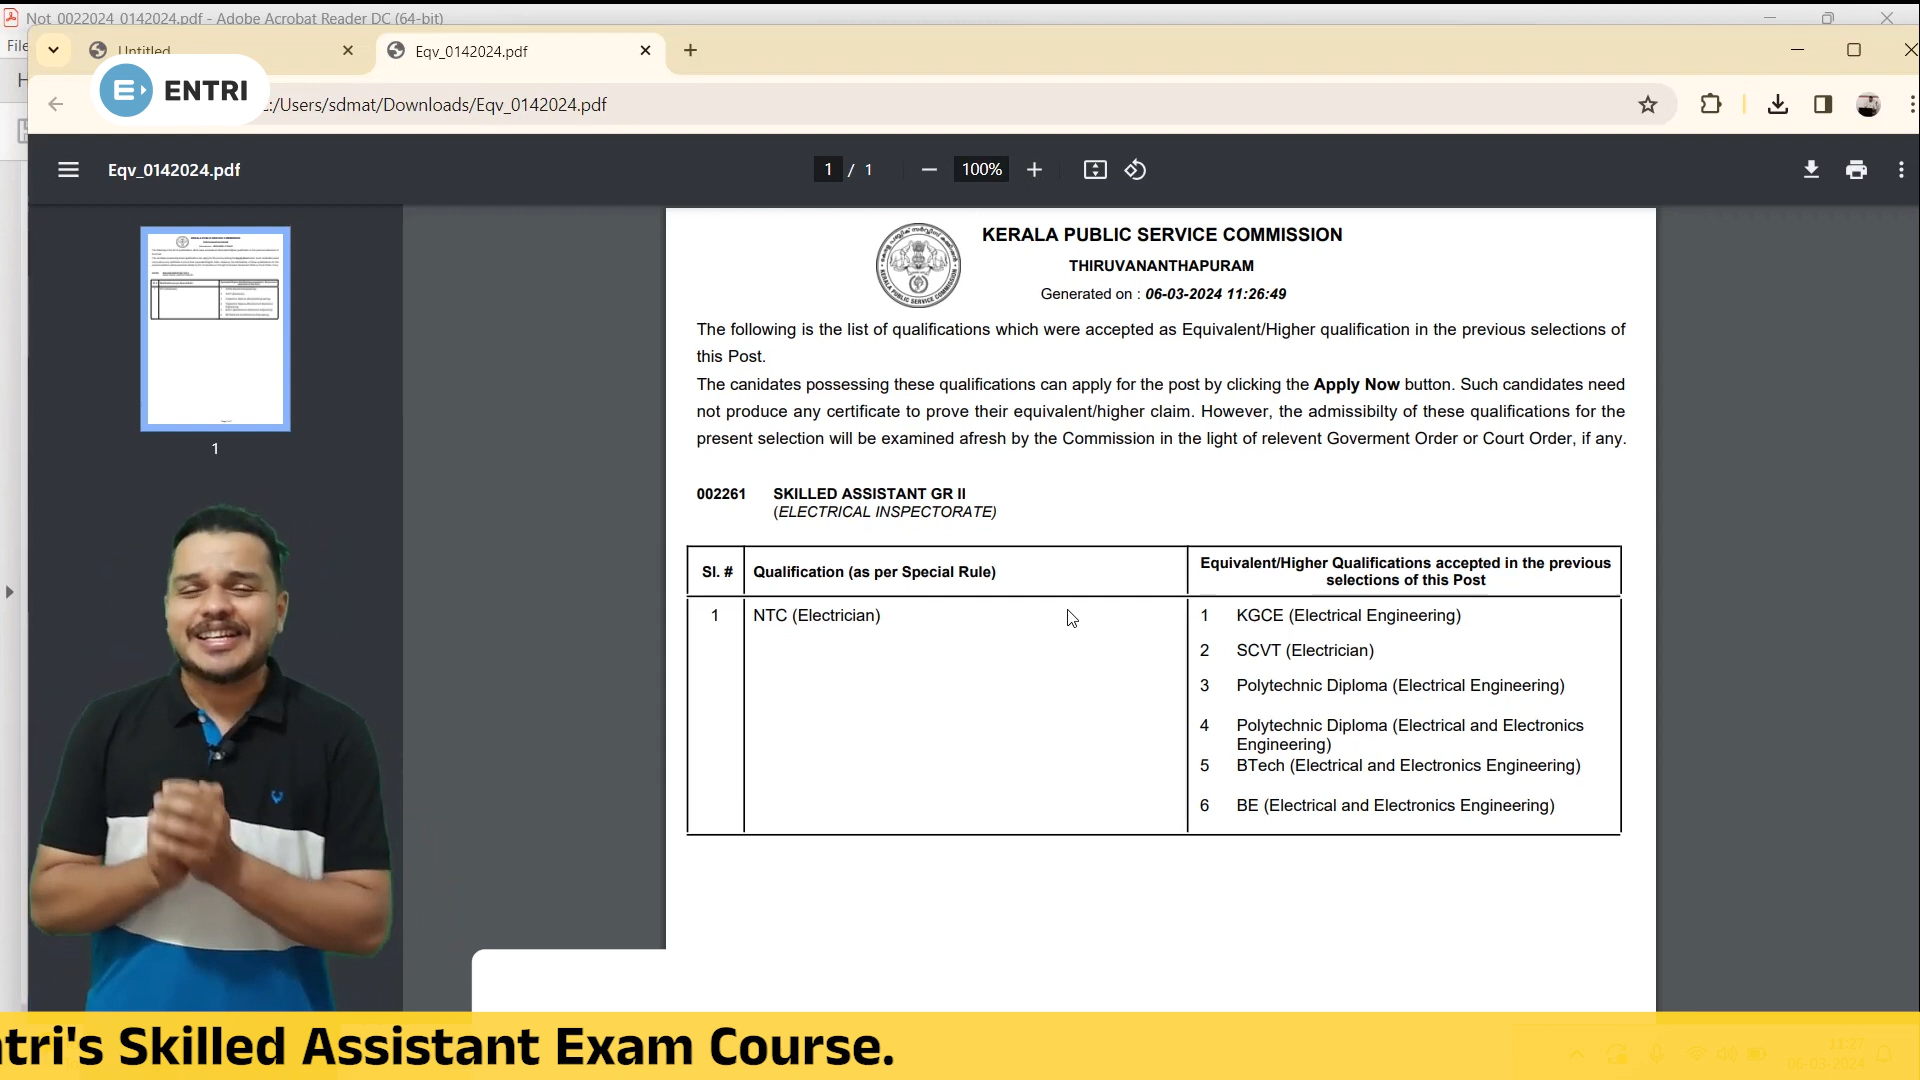 Not_0022024_0142024.pdf - Adobe Acrobat Reader DC (64-bit)
File
Untitled
Eqv_0142024.pdf
ENTRI
:/Users/sdmat/Downloads/Eqv_0142024.pdf
Eqv_0142024.pdf
1 / 1
100%
KERALA PUBLIC SERVICE COMMISSION
THIRUVANANTHAPURAM
Generated on : 06-03-2024 11:26:49
The following is the list of qualifications which were accepted as Equivalent/Higher qualification in the previous selections of
this Post.
The canidates possessing these qualifications can apply for the post by clicking the Apply Now button. Such candidates need
not produce any certificate to prove their equivalent/higher claim. However, the admissibilty of these qualifications for the
present selection will be examined afresh by the Commission in the light of relevent Goverment Order or Court Order, if any.
1
002261 SKILLED ASSISTANT GR II
(ELECTRICAL INSPECTORATE)
Sl. # Qualification (as per Special Rule) Equivalent/Higher Qualifications accepted in the previous
selections of this Post
1 NTC (Electrician) 1 KGCE (Electrical Engineering)
2 SCVT (Electrician)
3 Polytechnic Diploma (Electrical Engineering)
4 Polytechnic Diploma (Electrical and Electronics
Engineering)
5 BTech (Electrical and Electronics Engineering)
6 BE (Electrical and Electronics Engineering)
ntri's Skilled Assistant Exam Course.
11:27
06-03-2024